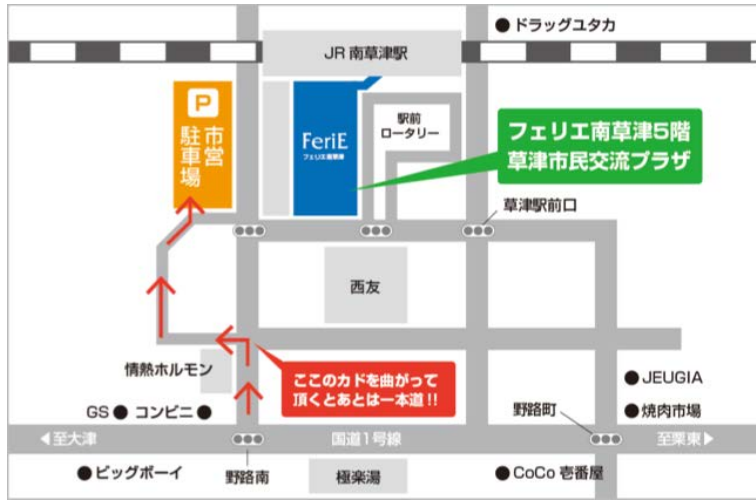 ドラッグユタカ
JR 南草津駅
P
市営
駐車場
FeriE
フェリエ南草津
駅前
ロータリー
フェリエ南草津5階
草津市民交流プラザ
草津駅前口
西友
情熱ホルモン
ここのカドを曲がって
頂くとあとは一本道!!
JEUGIA
GS
コンビニ
野路町
焼肉市場
至大津
国道1号線
至栗東
ビッグボーイ
野路南
極楽湯
CoCo 壱番屋